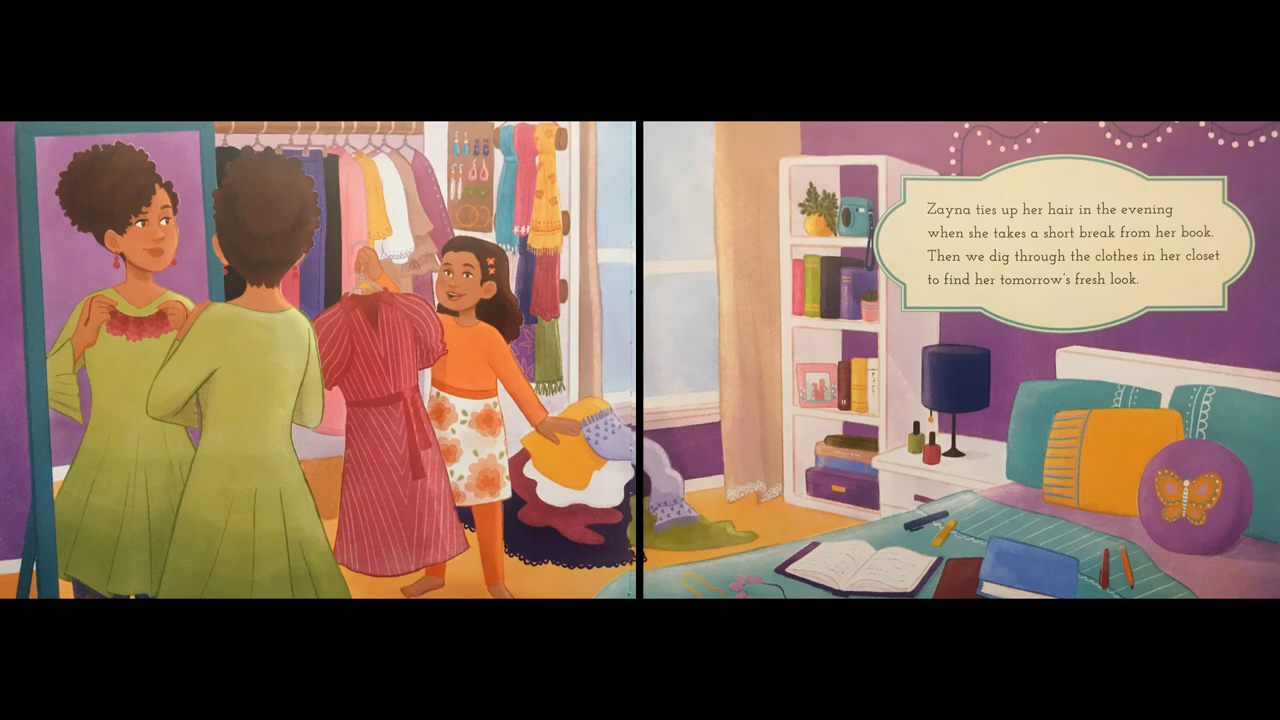 Zayna ties up her hair in the evening
when she takes a short break from her book.
Then we dig through the clothes in her closet
to find her tomorrow's fresh look.